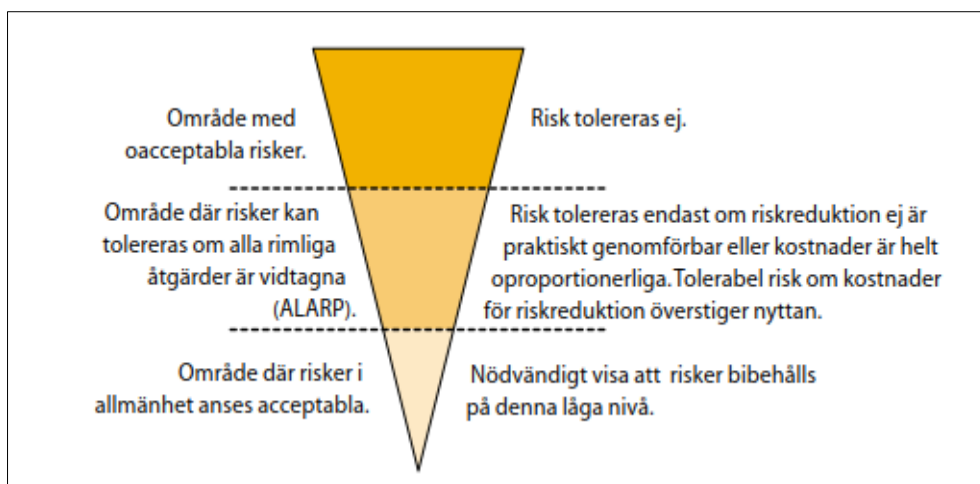 Område med
oacceptabla risker.
Risk tolereras ej.
Område där risker kan
tolereras om alla rimliga
åtgärder är vidtagna
(ALARP).
Risk tolereras endast om riskreduktion ej är
praktiskt genomförbar eller kostnader är helt
oproportionerliga.Tolerabel risk om kostnader
för riskreduktion överstiger nyttan.
Område där risker i
allmänhet anses acceptabla.
Nödvändigt visa att risker bibehålls
på denna låga nivå.